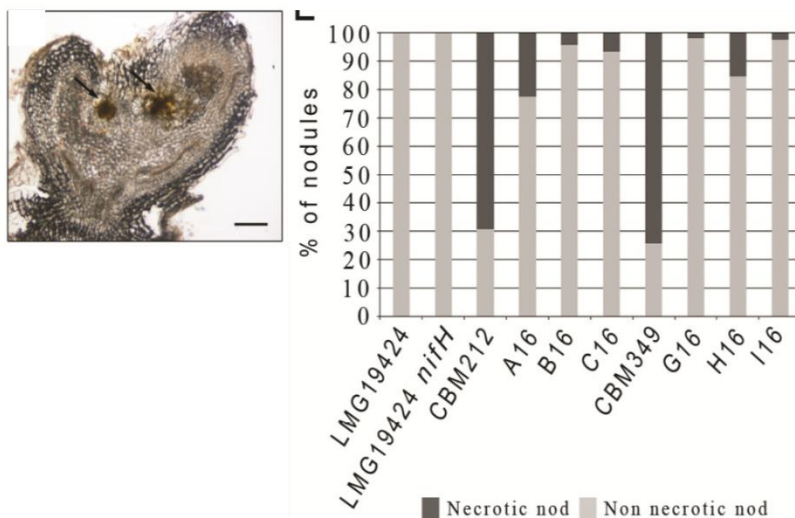 % of nodules
100
90
80
70
60
50
40
30
20
10
0
LMG19424
LMG19424 nifH
CBM212
A16
B16
C16
CBM349
G16
H16
I16
Necrotic nod
Non necrotic nod